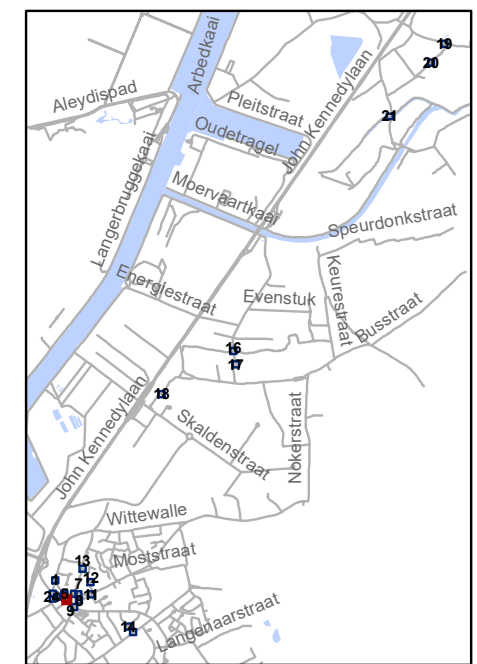 19
20
21
Arbedkaai
Aleydispad
Pleitstraat
Oudetragel
John Kennedylaan
Langerbruggekaai
Moervaartkaai
Speurdonkstraat
Energiestraat
Evenstuk
Keurestraat
Busstraat
16
17
18
John Kennedylaan
Skaldenstraat
Nokerstraat
Wittewalle
Moststraat
13
7
12
11
9
14
Langenaarstraat